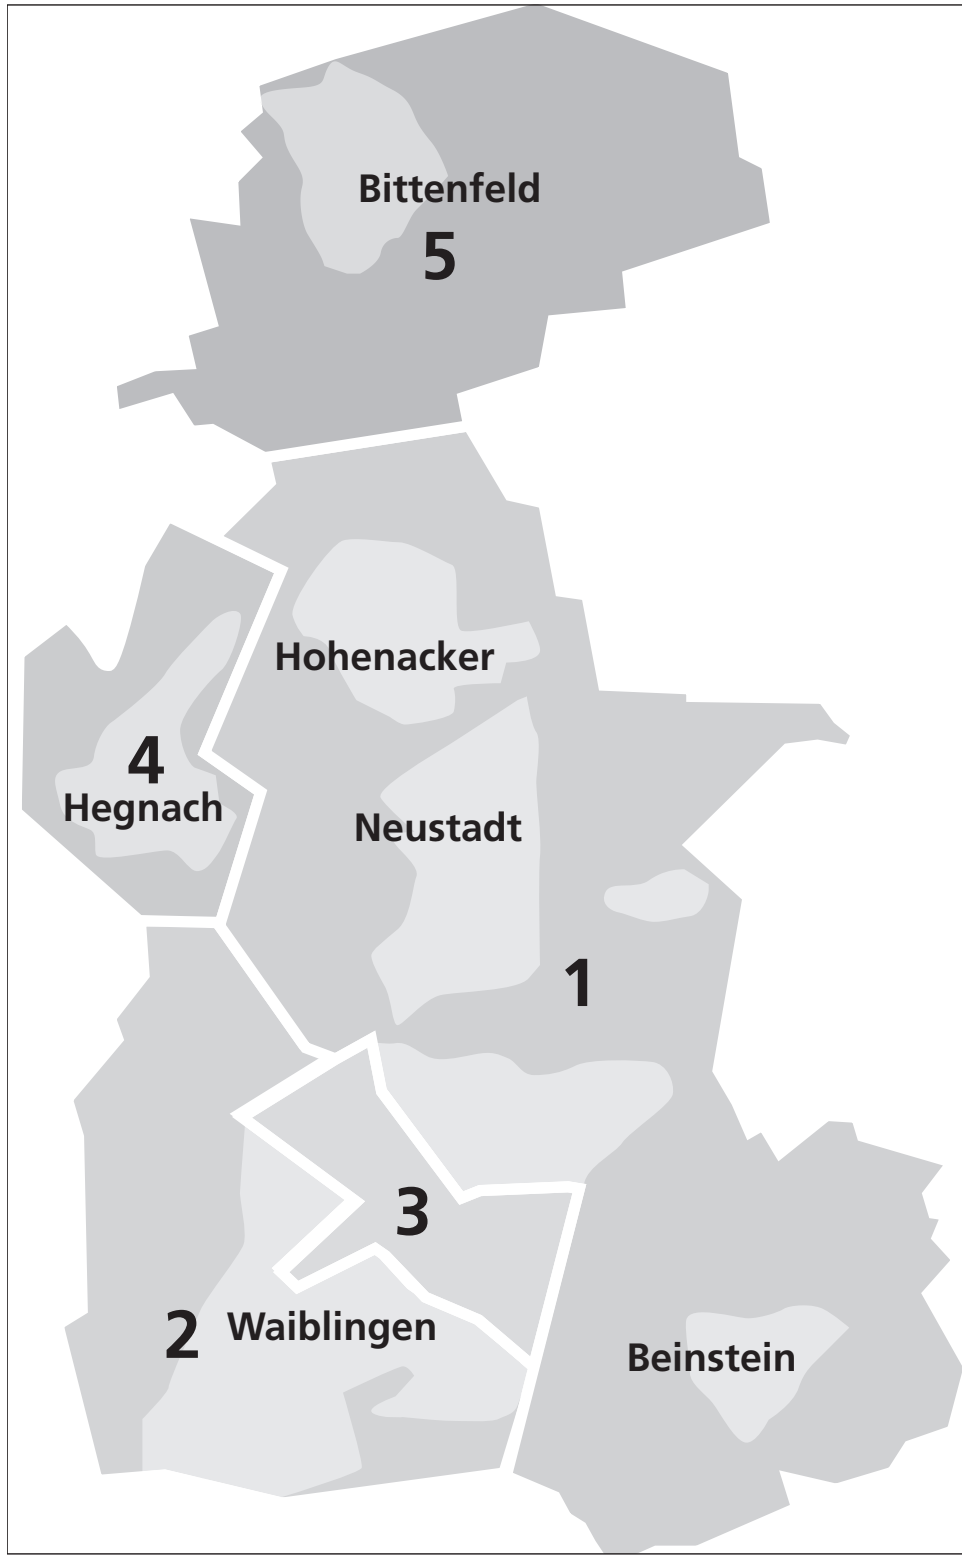 Bittenfeld
5
Hohenacker
4
Hegnach
Neustadt
1
3
2 Waiblingen
Beinstein